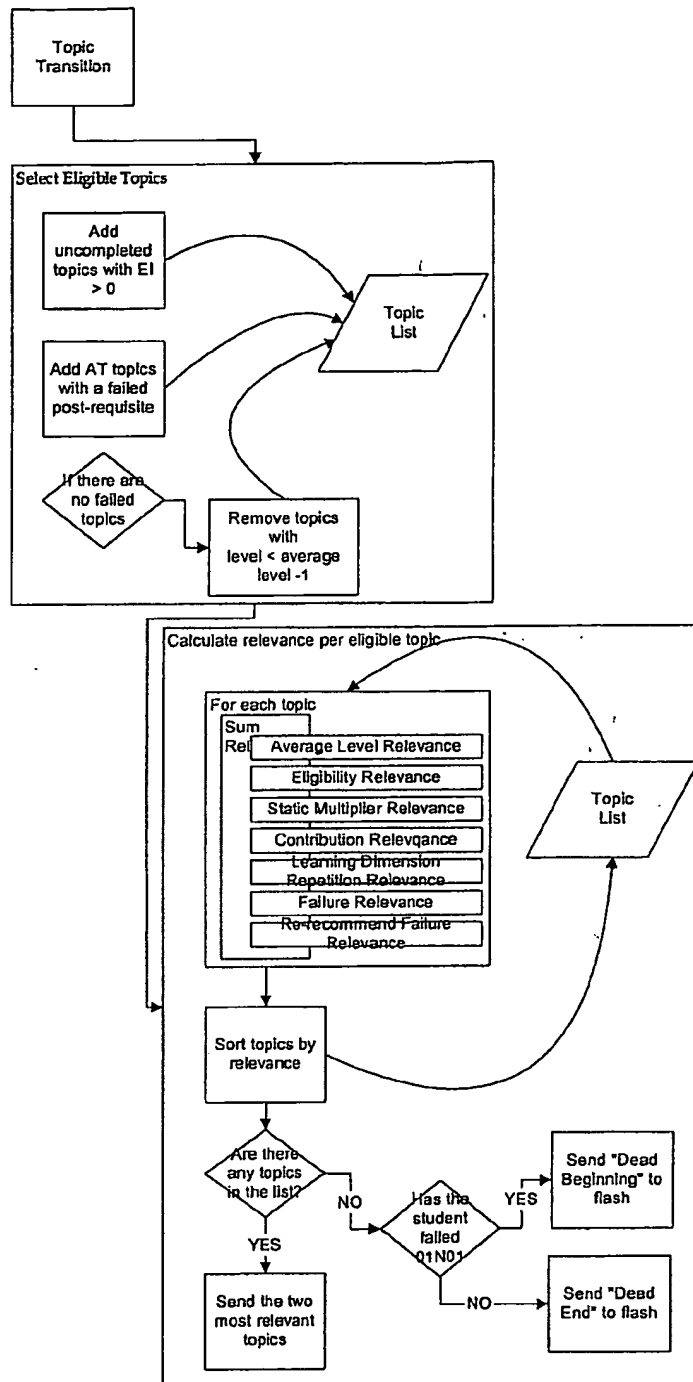 Topic
Transition
Select Eligible Topics
Add
uncompleted
topics with EI
> 0
Topic
List
Add AT topics
with a failed
post-requisite
If there are
no failed
topics
Remove topics
with
level < average
level -1
Calculate relevance per eligible topic
For each topic
Sum
Rel
Average Level Relevance
Eligibility Relevance
Static Multiplier Relevance
Contribution Relevqance
Learning Dimension
Repetition Relevance
Failure Relevance
Re-recommend Failure
Relevance
Topic
List
Sort topics by
relevance
Are there
any topics
in the list?
NO
YES
Has the
student
failed
01N01
YES
NO
Send "Dead
Beginning" to
flash
Send "Dead
End" to flash
Send the two
most relevant
topics